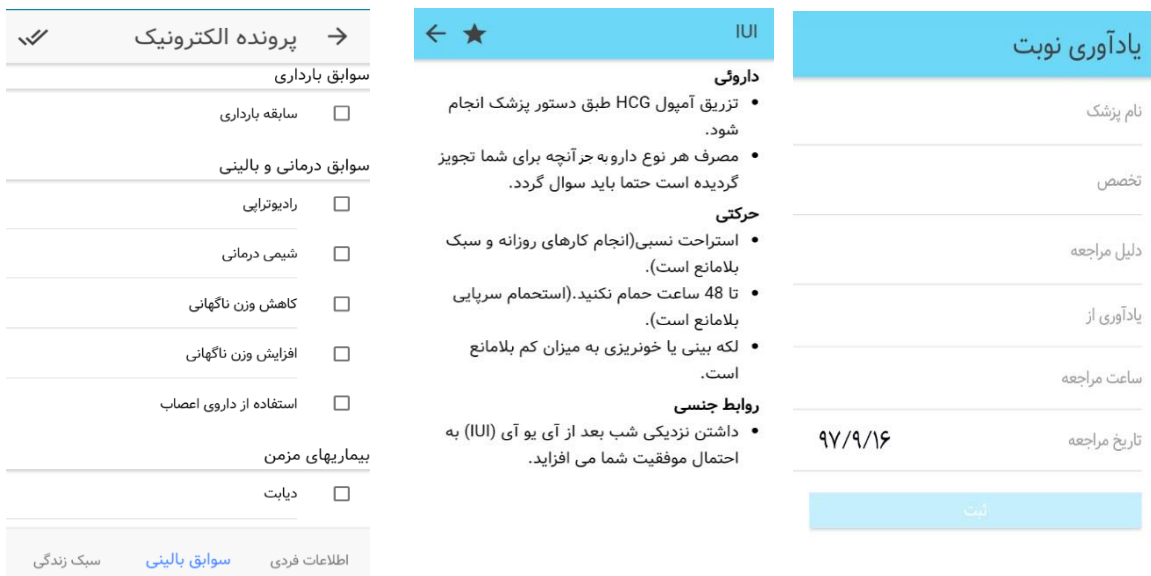 پرونده الکترونیک
سوابق بارداری
سابقه بارداری
سوابق درمانی و بالینی
رادیوتراپی
شیمی درمانی
کاهش وزن ناگهانی
افزایش وزن ناگهانی
استفاده از داروی اعصاب
بیماریهای مزمن
دیابت
اطلاعات فردی
سوابق بالینی
سبک زندگی
IUI
داروئی
• تزریق آمپول HCG طبق دستور پزشک انجام
شود.
• مصرف هر نوع داروبه جز آنچه برای شما تجویز
گردیده است حتما باید سوال گردد.
حرکتی
• استراحت نسبی(انجام کارهای روزانه و سبک
بلامانع است).
• تا 48 ساعت حمام نکنید.(استحمام سرپایی
بلامانع است).
• لکه بینی یا خونریزی به میزان کم بلامانع
است.
روابط جنسی
• داشتن نزدیکی شب بعد از آی یو آی (IUI) به
احتمال موفقیت شما می افزاید.
یادآوری نوبت
نام پزشک
تخصص
دلیل مراجعه
یادآوری از
ساعت مراجعه
تاریخ مراجعه ۹۷/۹/۱۶
ثبت